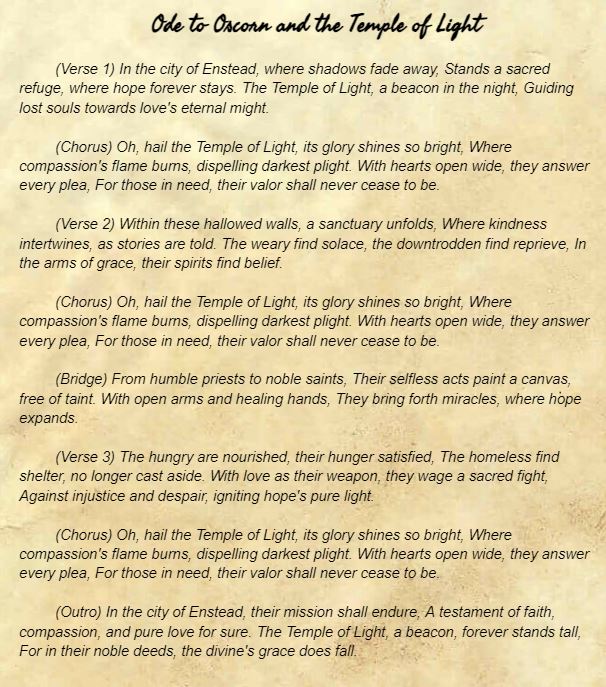 Ode to Oscorn and the Temple of Light
(Verse 1) In the city of Enstead, where shadows fade away, Stands a sacred
refuge, where hope forever stays. The Temple of Light, a beacon in the night, Guiding
lost souls towards love's eternal might.
(Chorus) Oh, hail the Temple of Light, its glory shines so bright, Where
compassion's flame burns, dispelling darkest plight. With hearts open wide, they answer
every plea, For those in need, their valor shall never cease to be.
(Verse 2) Within these hallowed walls, a sanctuary unfolds, Where kindness
intertwines, as stories are told. The weary find solace, the downtrodden find reprieve, In
the arms of grace, their spirits find belief.
(Chorus) Oh, hail the Temple of Light, its glory shines so bright, Where
compassion's flame burns, dispelling darkest plight. With hearts open wide, they answer
every plea, For those in need, their valor shall never cease to be.
(Bridge) From humble priests to noble saints, Their selfless acts paint a canvas,
free of taint. With open arms and healing hands, They bring forth miracles, where hope
expands.
(Verse 3) The hungry are nourished, their hunger satisfied, The homeless find
shelter, no longer cast aside. With love as their weapon, they wage a sacred fight,
Against injustice and despair, igniting hope's pure light.
(Chorus) Oh, hail the Temple of Light, its glory shines so bright, Where
compassion's flame burns, dispelling darkest plight. With hearts open wide, they answer
every plea, For those in need, their valor shall never cease to be.
(Outro) In the city of Enstead, their mission shall endure, A testament of faith,
compassion, and pure love for sure. The Temple of Light, a beacon, forever stands tall,
For in their noble deeds, the divine's grace does fall.